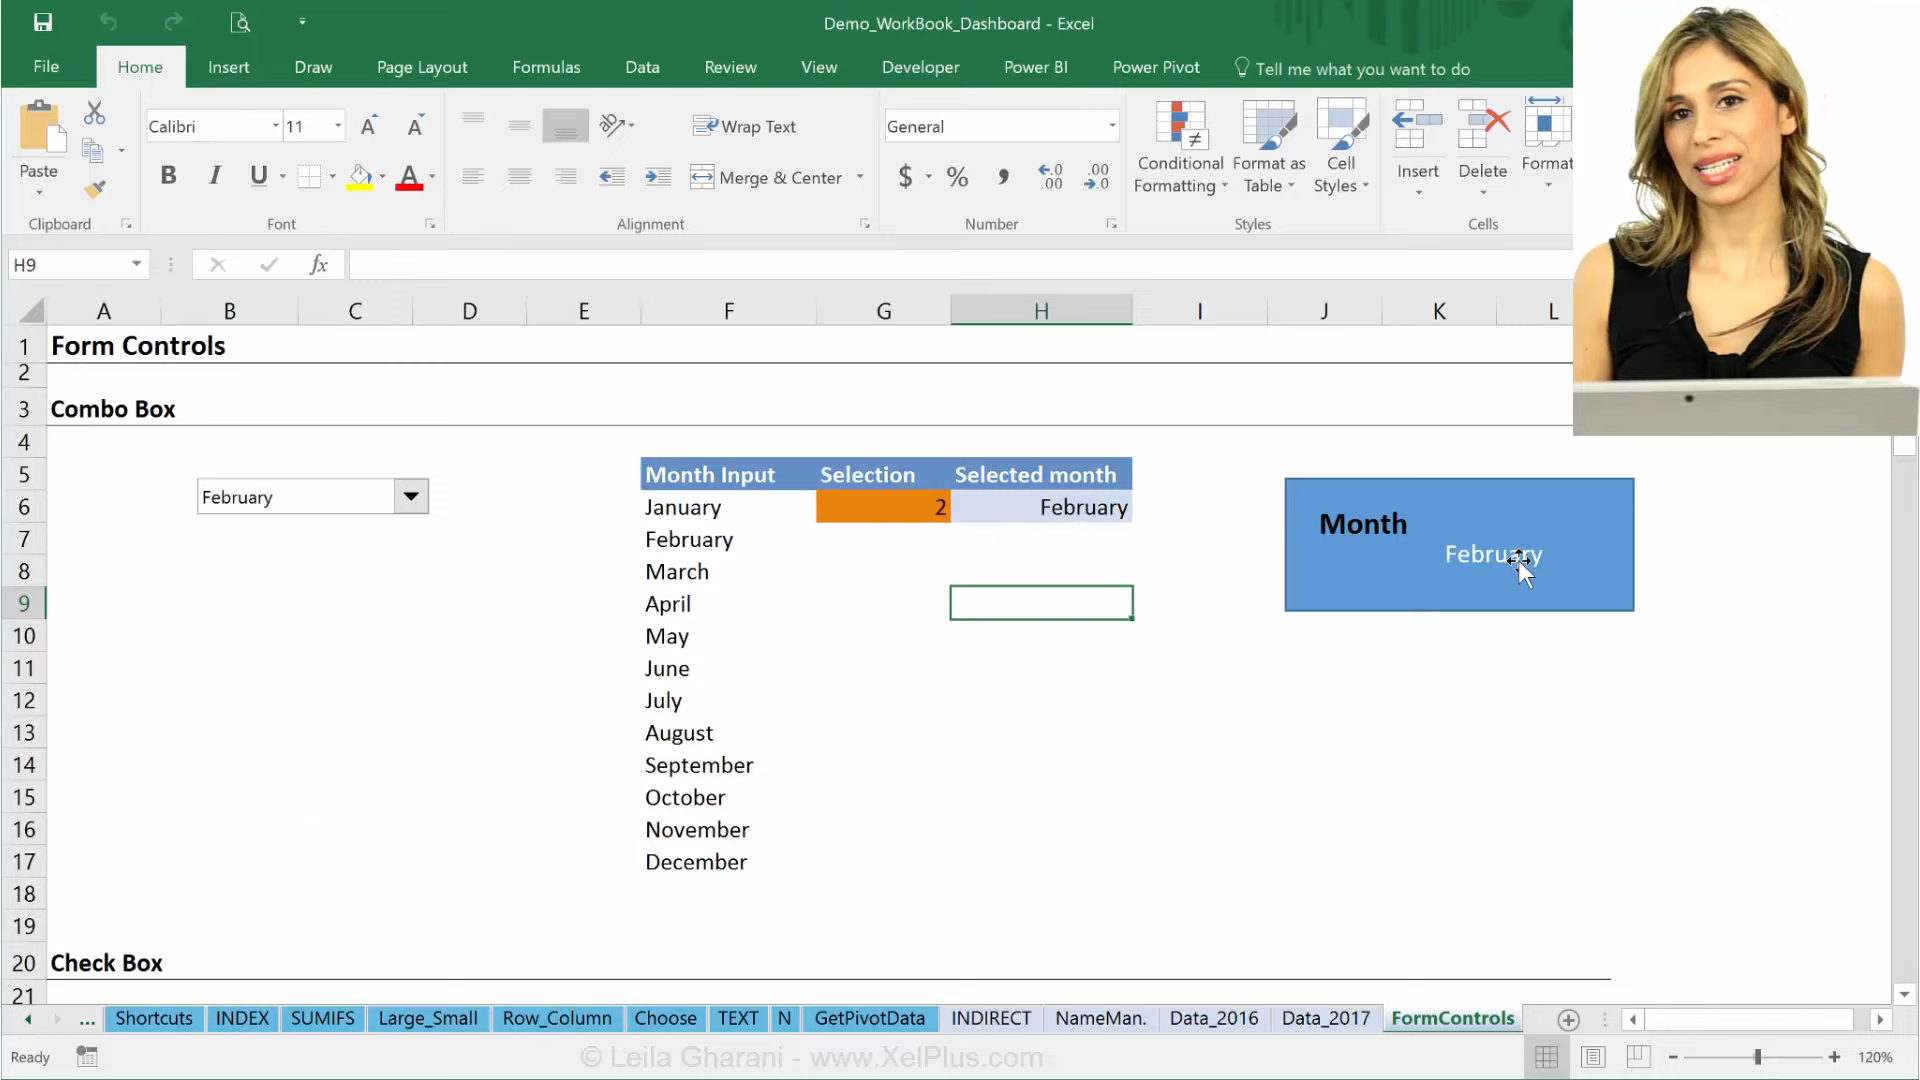 Demo_WorkBook_Dashboard - Excel
File Home Insert Draw Page Layout Formulas Data Review View Developer Power BI Power Pivot Tell me what you want to do
Calibri 11 Wrap Text General
Paste B I U Merge & Center $ % Conditional Formatting Format as Table Cell Styles Insert Delete Format
Clipboard Font Alignment Number Styles Cells
H9 fx
A B C D E F G H I J K L
1 Form Controls
2
3 Combo Box
4
5 Month Input Selection Selected month
February
6 January 2 February
Month
7 February
February
8 March
9 April
10 May
11 June
12 July
13 August
14 September
15 October
16 November
17 December
18
19
20 Check Box
21
... Shortcuts INDEX SUMIFS Large_Small Row_Column Choose TEXT N GetPivotData INDIRECT NameMan. Data_2016 Data_2017 FormControls
Ready © Leila Gharani - www.XelPlus.com 120%